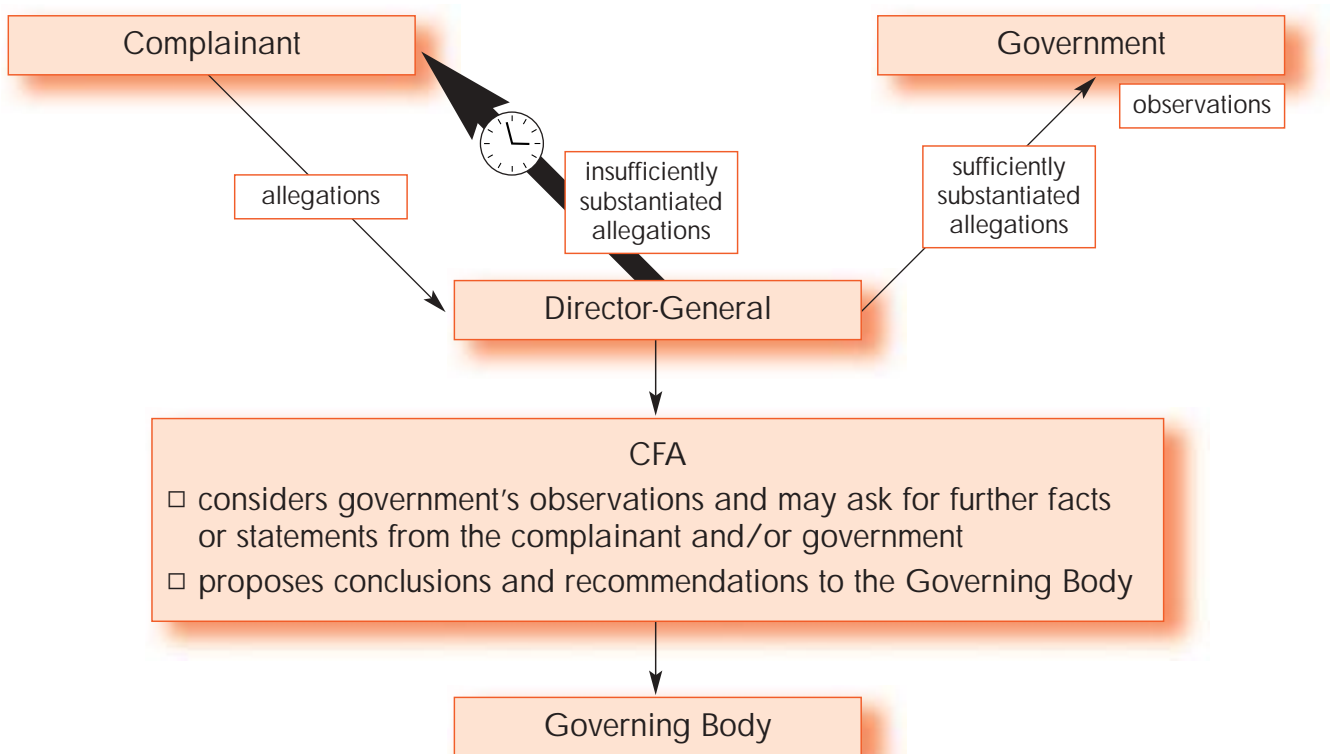 Complainant
Government
observations
allegations
insufficiently
substantiated
allegations
sufficiently
substantiated
allegations
Director-General
CFA
□ considers government’s observations and may ask for further facts
or statements from the complainant and/or government
□ proposes conclusions and recommendations to the Governing Body
Governing Body